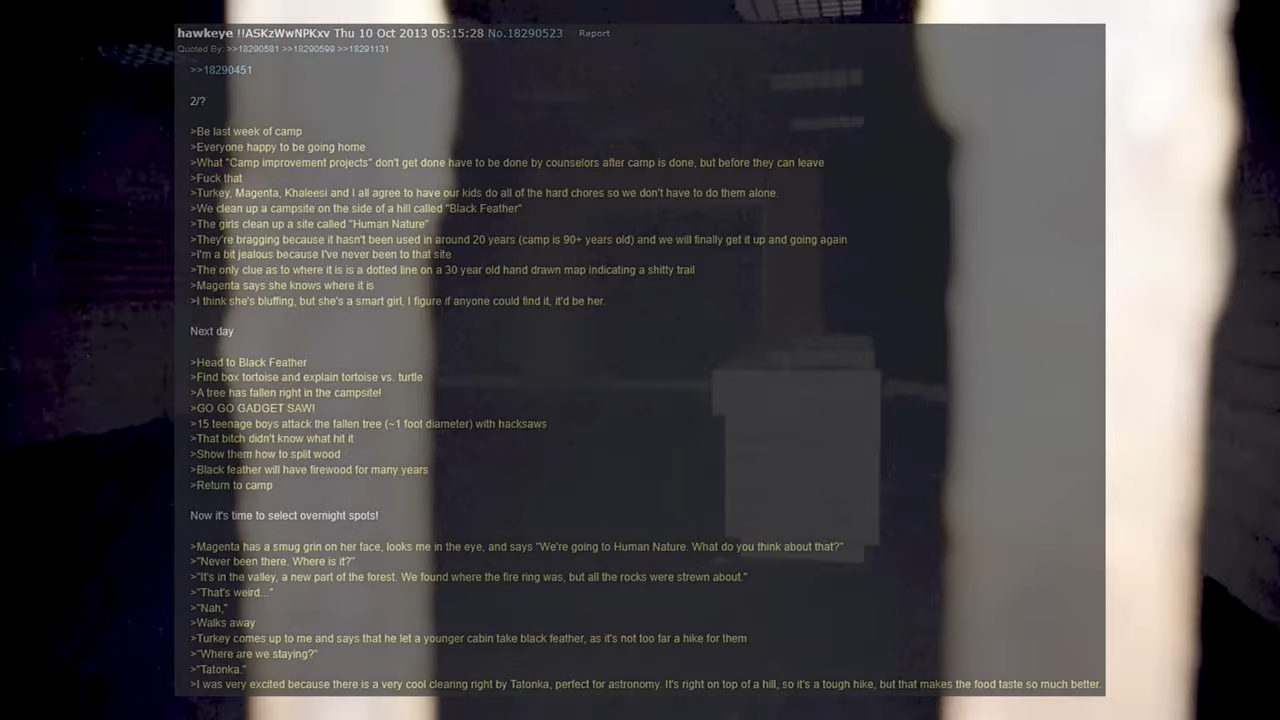 hawkeye !!ASKzWwNPKxv Thu 10 Oct 2013 05:15:28 No.18290523 Report
Quoted By: >>18290581 >>18290599 >>18291131
>>18290451
2/?
>Be last week of camp
>Everyone happy to be going home
>What "Camp improvement projects" don't get done have to be done by counselors after camp is done, but before they can leave
>Fuck that
>Turkey, Magenta, Khaleesi and I all agree to have our kids do all of the hard chores so we don't have to do them alone.
>We clean up a campsite on the side of a hill called "Black Feather"
>The girls clean up a site called "Human Nature"
>They're bragging because it hasn't been used in around 20 years (camp is 90+ years old) and we will finally get it up and going again
>I'm a bit jealous because I've never been to that site
>The only clue as to where it is is a dotted line on a 30 year old hand drawn map indicating a shitty trail
>Magenta says she knows where it is
>I think she's bluffing, but she's a smart girl, I figure if anyone could find it, it'd be her.
Next day
>Head to Black Feather
>Find box tortoise and explain tortoise vs. turtle
>A tree has fallen right in the campsite!
>GO GO GADGET SAW!
>15 teenage boys attack the fallen tree (~1 foot diameter) with hacksaws
>That bitch didn't know what hit it
>Show them how to split wood
>Black feather will have firewood for many years
>Return to camp
Now it's time to select overnight spots!
>Magenta has a smug grin on her face, looks me in the eye, and says "We're going to Human Nature. What do you think about that?"
>"Never been there. Where is it?"
>"It's in the valley, a new part of the forest. We found where the fire ring was, but all the rocks were strewn about."
>"That's weird..."
>"Nah,"
>Walks away
>Turkey comes up to me and says that he let a younger cabin take black feather, as it's not too far a hike for them
>"Where are we staying?"
>"Tatonka."
>I was very excited because there is a very cool clearing right by Tatonka, perfect for astronomy. It's right on top of a hill, so it's a tough hike, but that makes the food taste so much better.